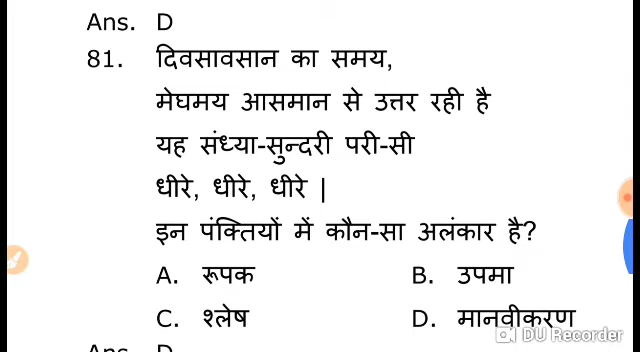 Ans. D
81. दिवसावसान का समय,
मेघमय आसमान से उत्तर रही है
यह संध्या-सुन्दरी परी-सी
धीरे, धीरे, धीरे |
इन पंक्तियों में कौन-सा अलंकार है?
A. रूपक B. उपमा
C. श्लेष D. मानवीकरण
DU Recorder
Ans. D